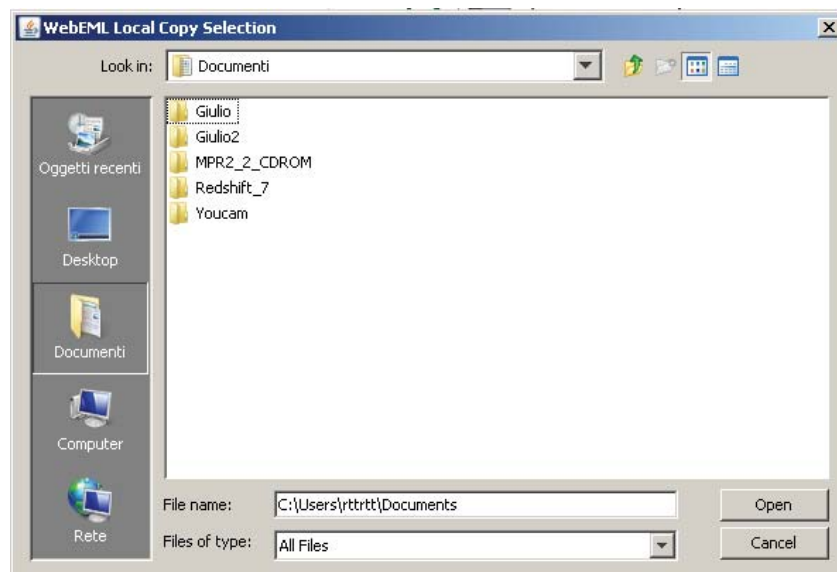 WebEML Local Copy Selection
Look in:
Documenti
Oggetti recenti
Desktop
Documenti
Computer
Rete
Giulio
Giulio2
MPR2_2_CDROM
Redshift_7
Youcam
File name:
C:\Users\rttrtt\Documents
Open
Files of type:
All Files
Cancel